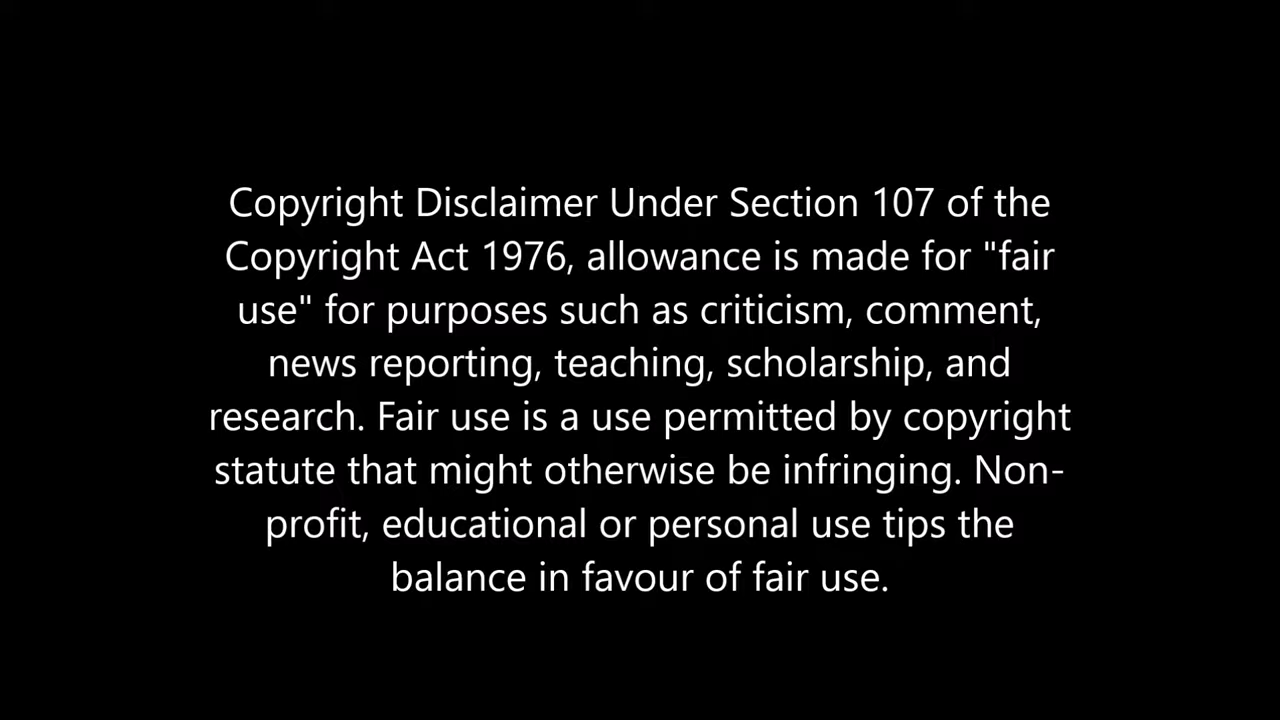 Copyright Disclaimer Under Section 107 of the
Copyright Act 1976, allowance is made for "fair
use" for purposes such as criticism, comment,
news reporting, teaching, scholarship, and
research. Fair use is a use permitted by copyright
statute that might otherwise be infringing. Non-
profit, educational or personal use tips the
balance in favour of fair use.